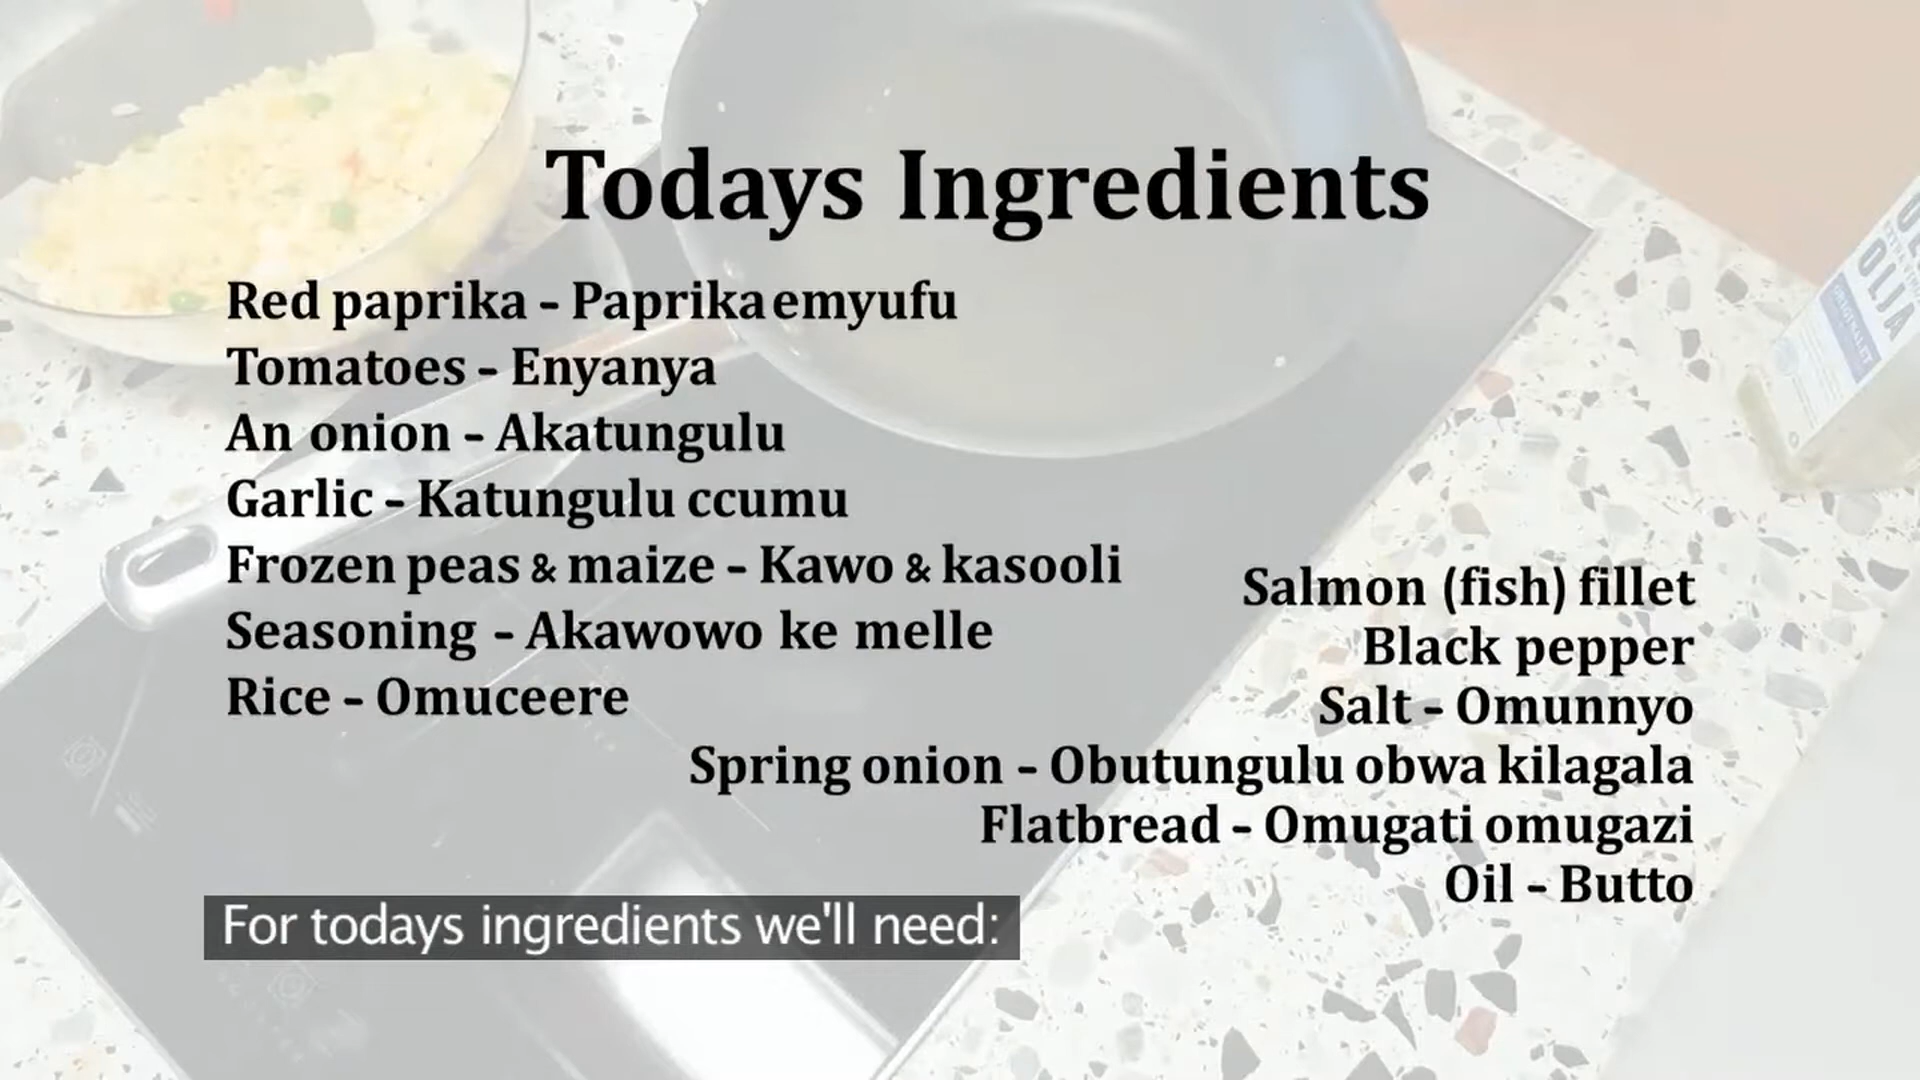 Todays Ingredients
Red paprika - Paprika emyufu
Tomatoes - Enyanya
An onion - Akatungulu
Garlic - Katungulu ccumu
Frozen peas & maize - Kawo & kasooli
Seasoning - Akawowo ke melle
Rice - Omuceere
Salmon (fish) fillet
Black pepper
Salt - Omunnyo
Spring onion - Obutungulu obwa kilagala
Flatbread - Omugati omugazi
Oil - Butto
For todays ingredients we'll need:
OLJA
ORIGINALET